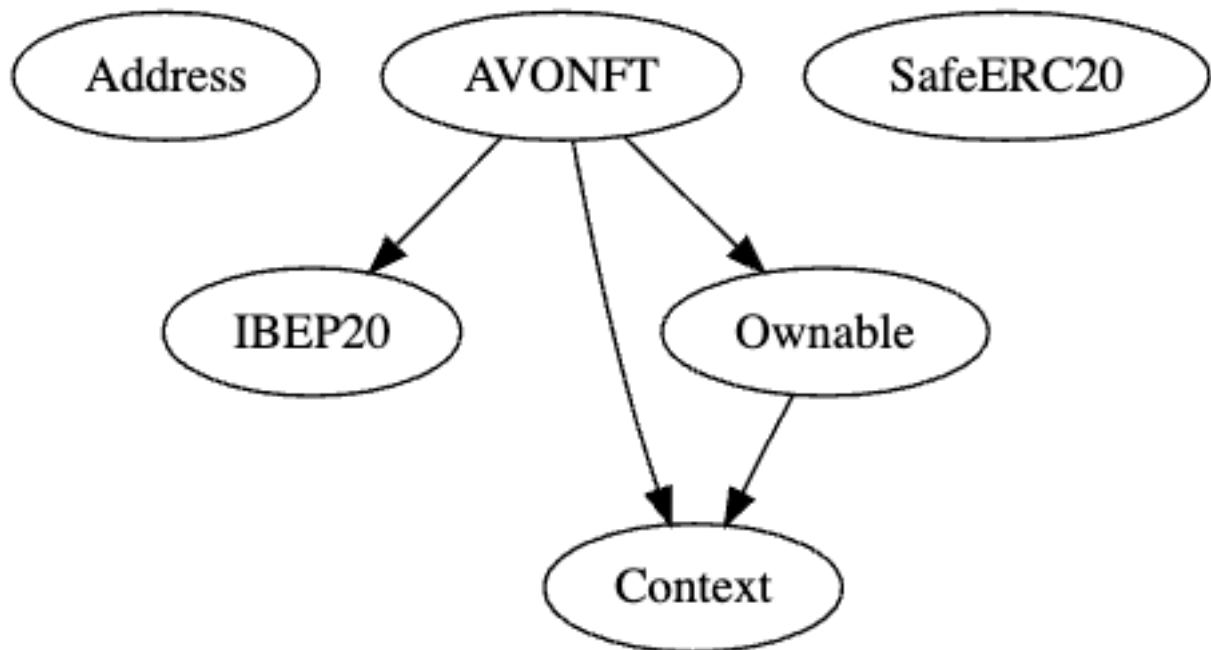 Address
AVONFT
SafeERC20
IBEP20
Ownable
Context